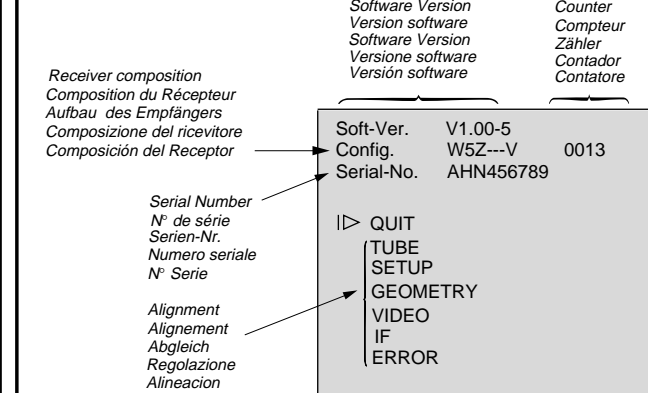 Software Version
Version software
Software Version
Versione software
Versión software
Counter
Compteur
Zähler
Contador
Contatore
Receiver composition
Composition du Récepteur
Aufbau des Empfängers
Composizione del ricevitore
Composición del Receptor
Soft-Ver. V1.00-5
Config. W5Z---V 0013
Serial-No. AHN456789
Serial Number
N° de série
Serien-Nr.
Numero seriale
N° Serie
QUIT
TUBE
SETUP
GEOMETRY
VIDEO
IF
ERROR
Alignment
Alignement
Abgleich
Regolazione
Alineacion